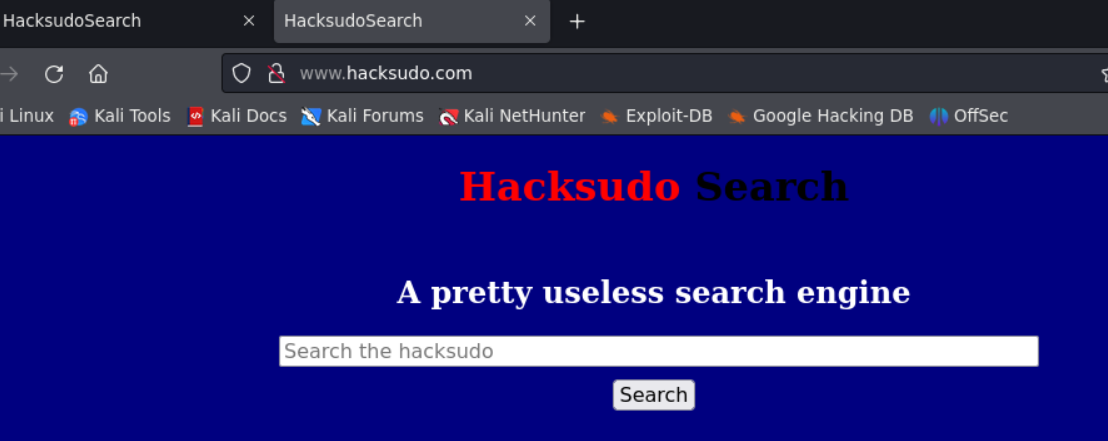 HacksudoSearch HacksudoSearch
www.hacksudo.com
i Linux Kali Tools Kali Docs Kali Forums Kali NetHunter Exploit-DB Google Hacking DB OffSec
Hacksudo Search
A pretty useless search engine
Search the hacksudo
Search